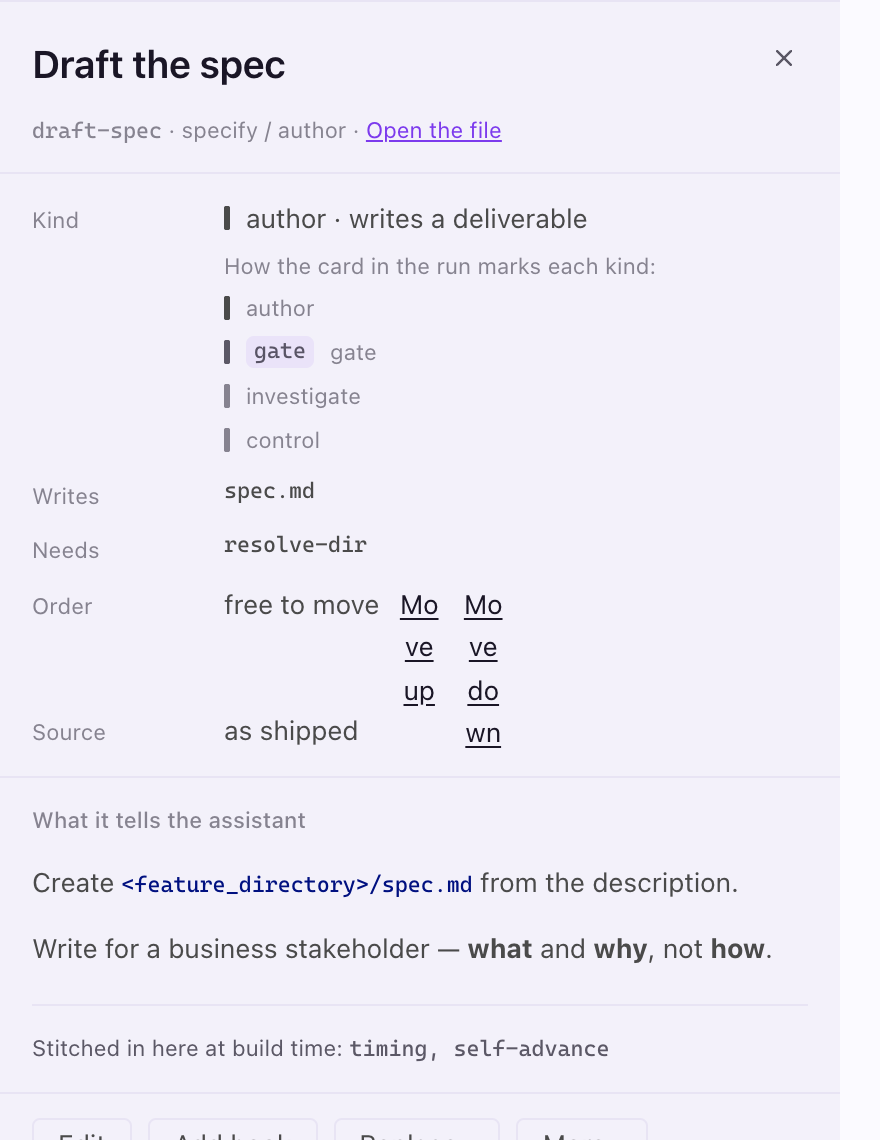 Draft the spec
draft-spec · specify / author · Open the file
Kind
author · writes a deliverable
How the card in the run marks each kind:
author
gate gate
investigate
control
Writes
spec.md
Needs
resolve-dir
Order
free to move
Mo
ve
up
Mo
ve
do
wn
Source
as shipped
What it tells the assistant
Create <feature_directory>/spec.md from the description.
Write for a business stakeholder — what and why, not how.
Stitched in here at build time: timing, self-advance
Edit